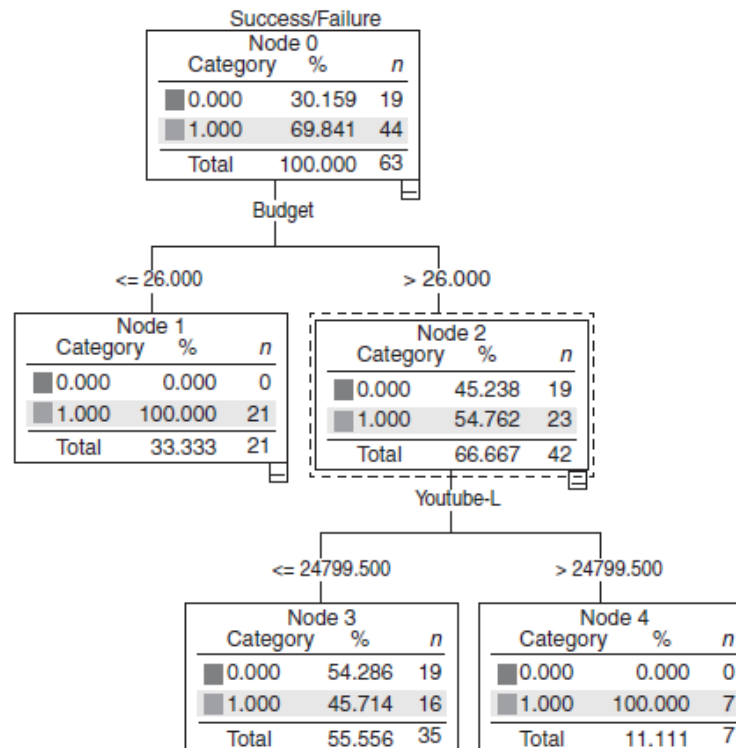 Success/Failure
Node 0
Category % n
0.000 30.159 19
1.000 69.841 44
Total 100.000 63
Budget
<= 26.000 > 26.000
Node 1
Category % n
0.000 0.000 0
1.000 100.000 21
Total 33.333 21
Node 2
Category % n
0.000 45.238 19
1.000 54.762 23
Total 66.667 42
Youtube-L
<= 24799.500 > 24799.500
Node 3
Category % n
0.000 54.286 19
1.000 45.714 16
Total 55.556 35
Node 4
Category % n
0.000 0.000 0
1.000 100.000 7
Total 11.111 7